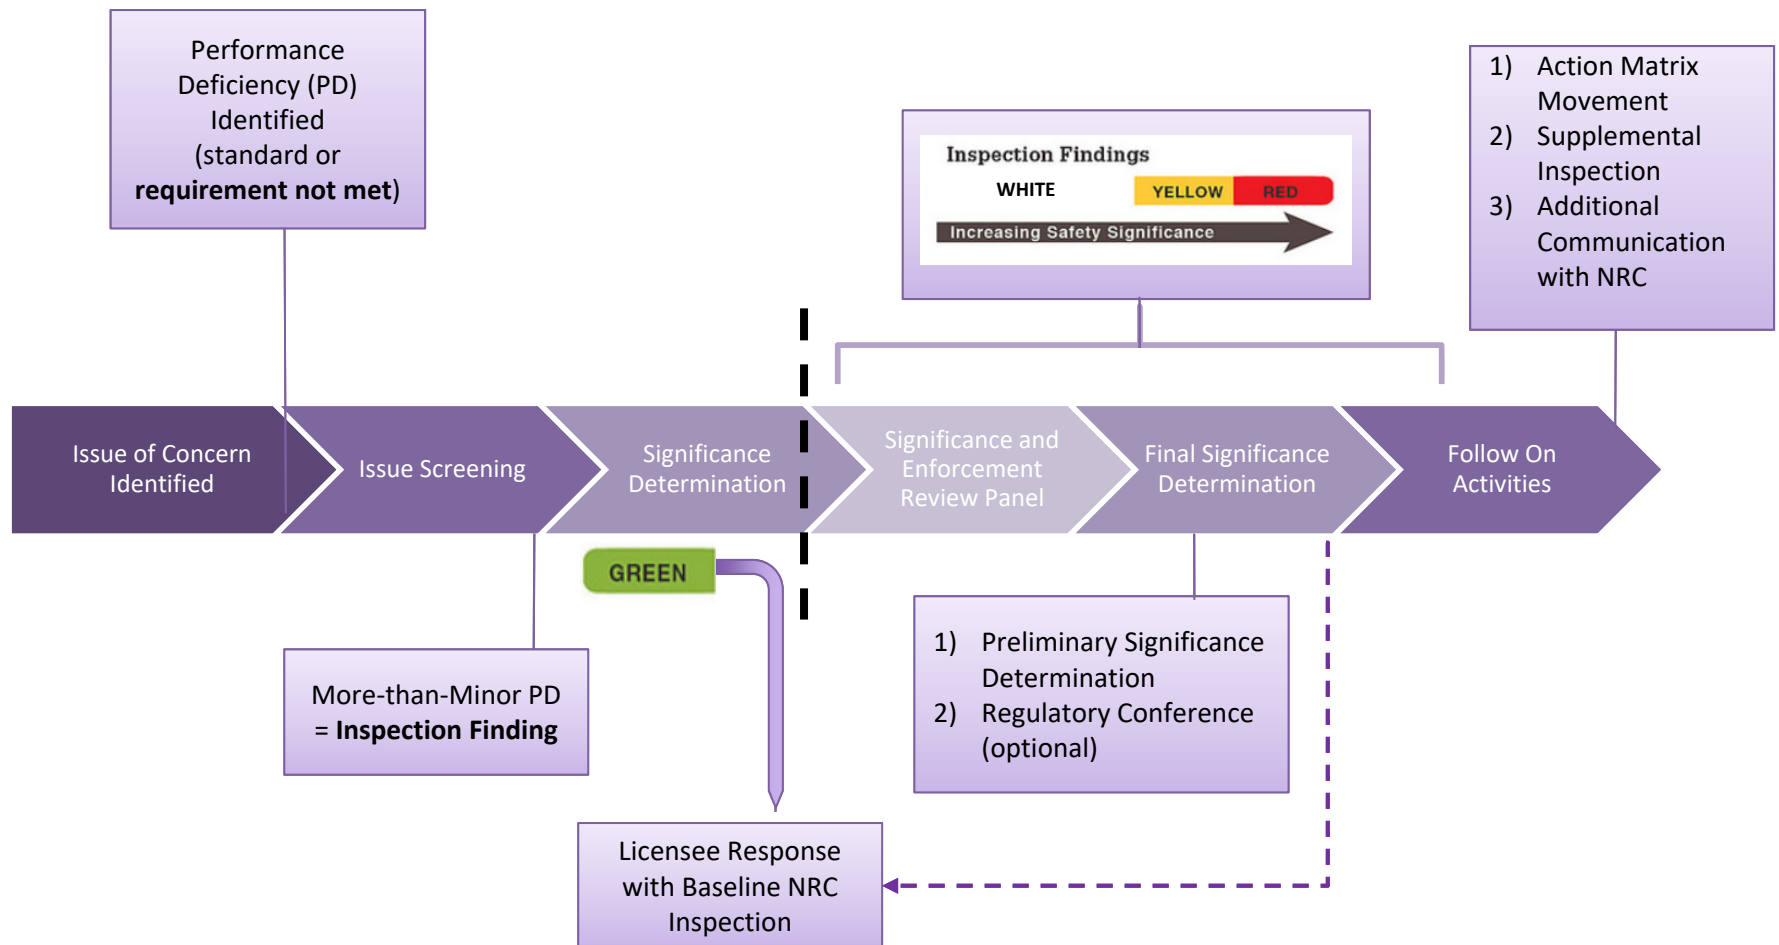 Performance
Deficiency (PD)
Identified
(standard or
requirement not met)
Inspection Findings
WHITE
YELLOW
RED
Increasing Safety Significance
1) Action Matrix
Movement
2) Supplemental
Inspection
3) Additional
Communication
with NRC
Issue of Concern
Identified
Issue Screening
Significance
Determination
Significance and
Enforcement
Review Panel
Final Significance
Determination
Follow On
Activities
GREEN
More-than-Minor PD
= Inspection Finding
1) Preliminary Significance
Determination
2) Regulatory Conference
(optional)
Licensee Response
with Baseline NRC
Inspection